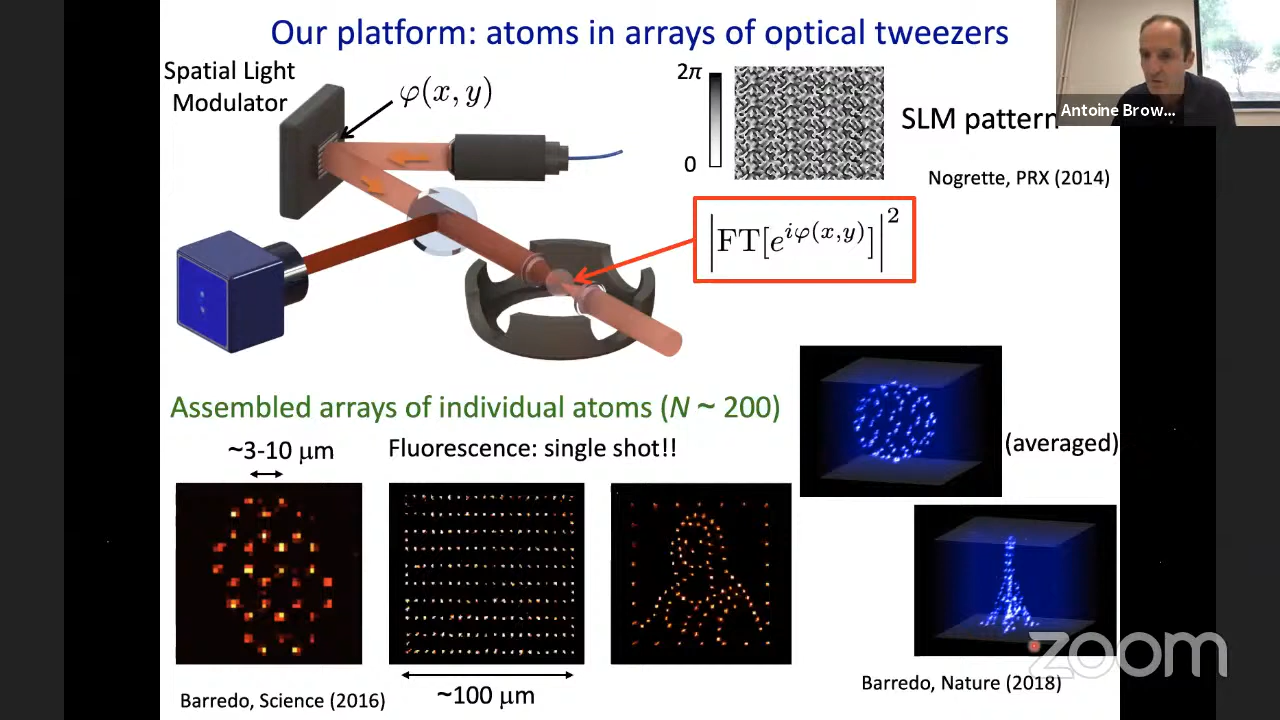 Our platform: atoms in arrays of optical tweezers
Spatial Light
Modulator
φ(x, y)
2π
0
SLM pattern
Antoine Brow...
Nogrette, PRX (2014)
|FT[e^{iφ(x,y)}]|^2
Assembled arrays of individual atoms (N ~ 200)
~3-10 μm
Fluorescence: single shot!!
(averaged)
~100 μm
Barredo, Science (2016)
Barredo, Nature (2018)
zoom